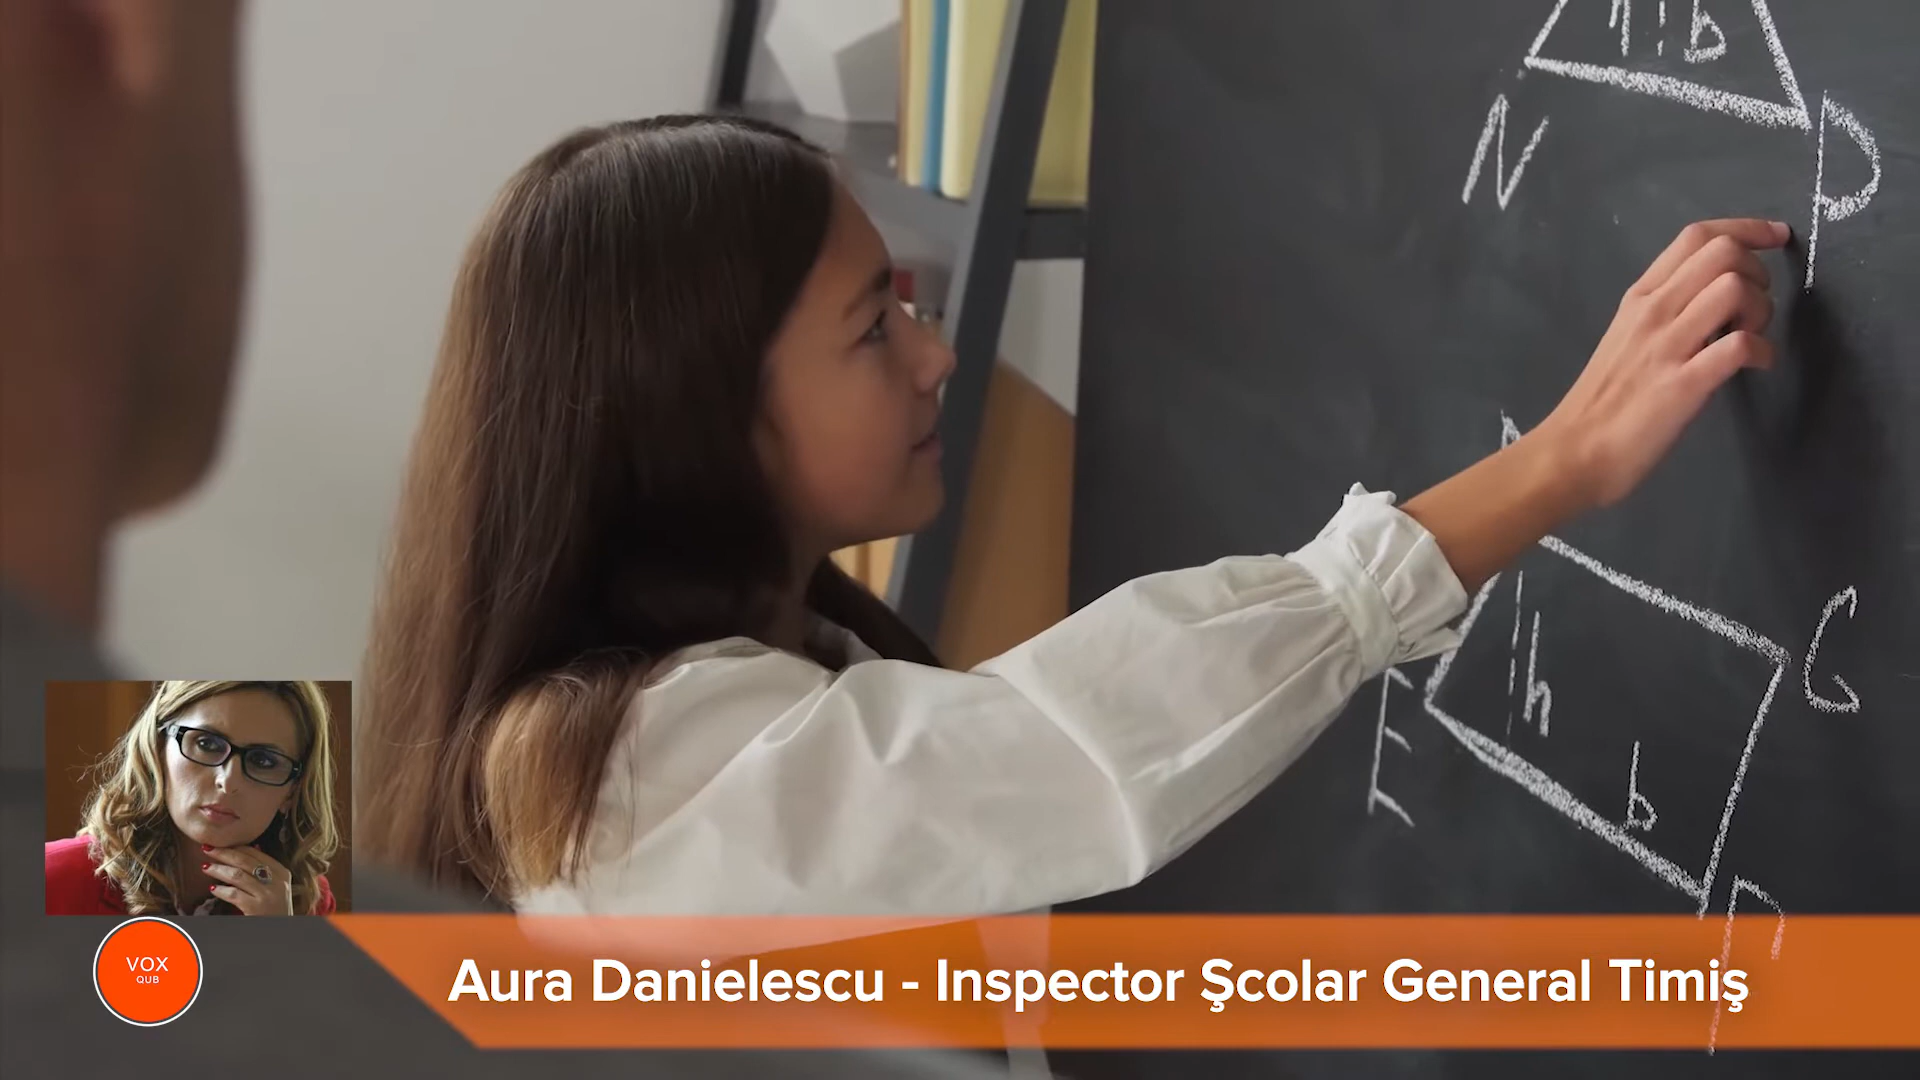 h b
N P
G
h
E
b
VOX
QUB
Aura Danielescu - Inspector Şcolar General Timiş